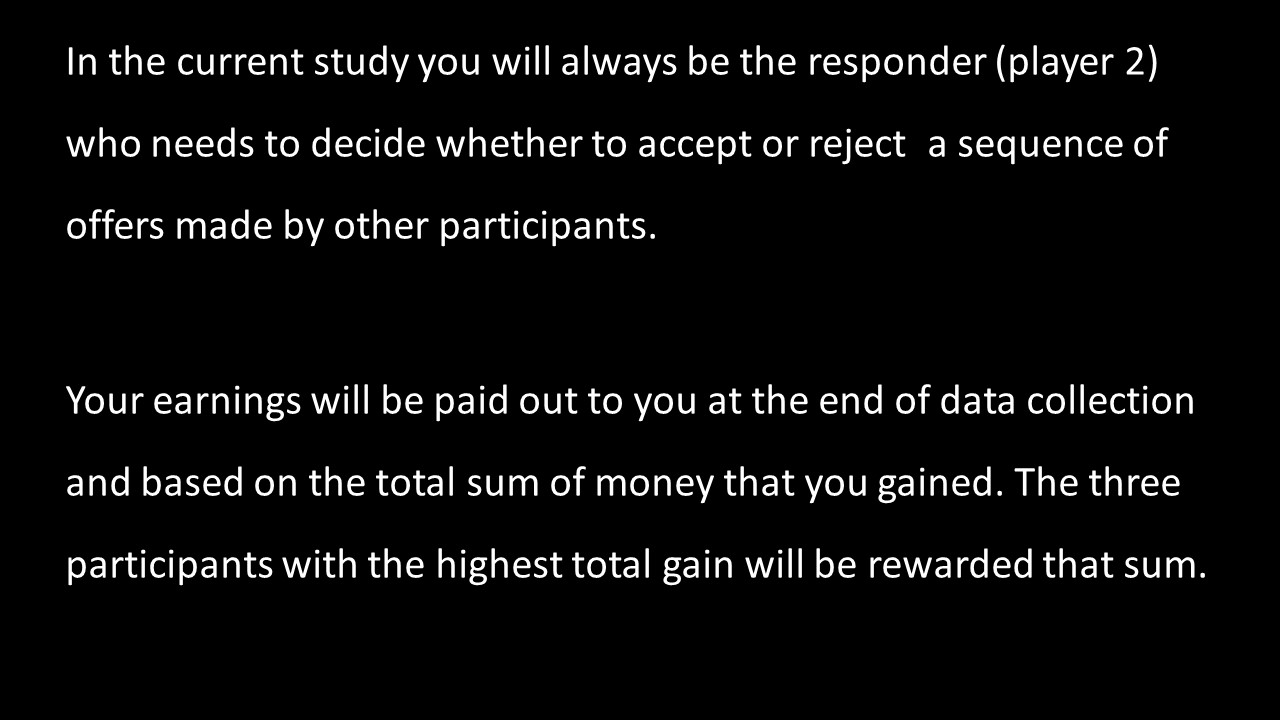 In the current study you will always be the responder (player 2)
who needs to decide whether to accept or reject  a sequence of
offers made by other participants.
Your earnings will be paid out to you at the end of data collection
and based on the total sum of money that you gained. The three
participants with the highest total gain will be rewarded that sum.